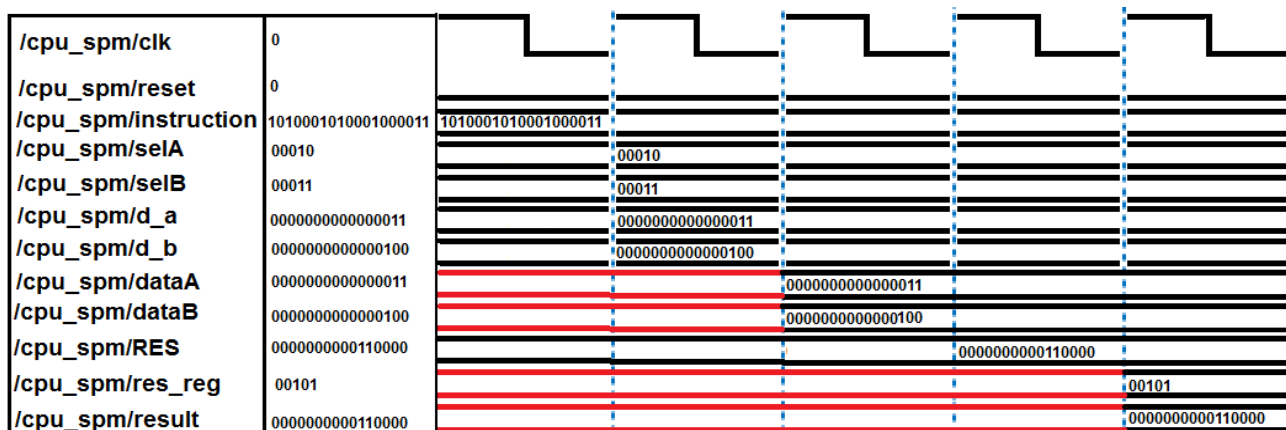 /cpu_spm/clk 0
/cpu_spm/reset 0
/cpu_spm/instruction 1010001010001000011 1010001010001000011
/cpu_spm/selA 00010 00010
/cpu_spm/selB 00011 00011
/cpu_spm/d_a 0000000000000011 0000000000000011
/cpu_spm/d_b 0000000000000100 0000000000000100
/cpu_spm/dataA 0000000000000011 0000000000000011
/cpu_spm/dataB 0000000000000100 0000000000000100
/cpu_spm/RES 0000000000110000 0000000000110000
/cpu_spm/res_reg 00101 00101
/cpu_spm/result 0000000000110000 0000000000110000